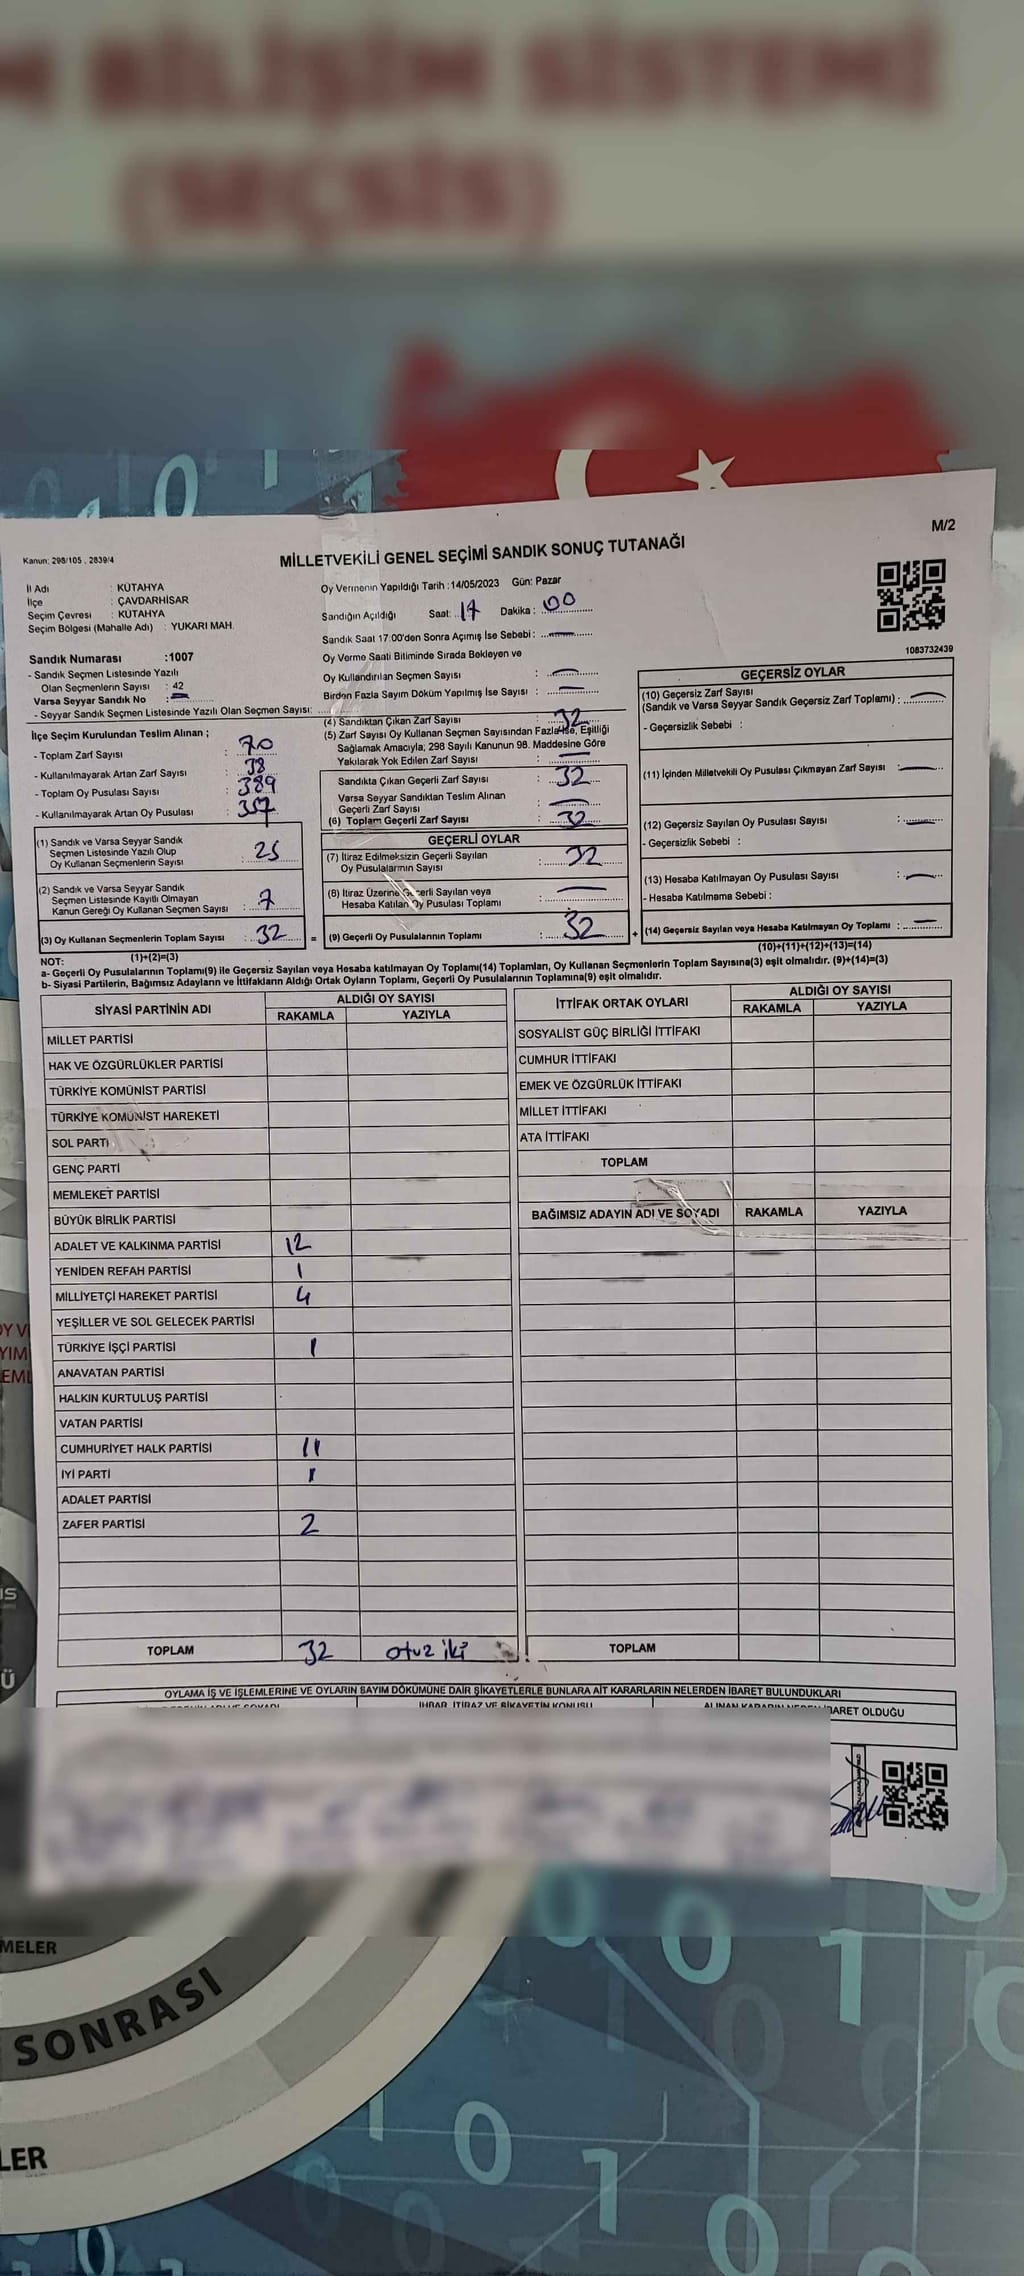 M BİLİŞİM SİSTEMİ
(SEÇSİS)
M/2
Kanun: 298/105 , 2839/4
MİLLETVEKİLİ GENEL SEÇİMİ SANDIK SONUÇ TUTANAĞI
İl Adı : KÜTAHYA
İlçe : ÇAVDARHİSAR
Seçim Çevresi : KÜTAHYA
Seçim Bölgesi (Mahalle Adı) : YUKARI MAH.
Oy Vermenin Yapıldığı Tarih :14/05/2023 Gün: Pazar
Sandığın Açıldığı Saat: 17 Dakika : 00
Sandık Saat 17:00'den Sonra Açımış İse Sebebi : —
1083732439
Sandık Numarası :1007
- Sandık Seçmen Listesinde Yazılı
Olan Seçmenlerin Sayısı : 42
Varsa Seyyar Sandık No : —
- Seyyar Sandık Seçmen Listesinde Yazılı Olan Seçmen Sayısı:
Oy Verme Saati Bitiminde Sırada Bekleyen ve
Oy Kullandırılan Seçmen Sayısı : —
Birden Fazla Sayım Döküm Yapılmış İse Sayısı : —
İlçe Seçim Kurulundan Teslim Alınan ;
- Toplam Zarf Sayısı : 70
- Kullanılmayarak Artan Zarf Sayısı : 38
- Toplam Oy Pusulası Sayısı : 389
- Kullanılmayarak Artan Oy Pusulası : 357
(1) Sandık ve Varsa Seyyar Sandık
Seçmen Listesinde Yazılı Olup
Oy Kullanan Seçmenlerin Sayısı : 25
(2) Sandık ve Varsa Seyyar Sandık
Seçmen Listesinde Kayıtlı Olmayan
Kanun Gereği Oy Kullanan Seçmen Sayısı : 7
(3) Oy Kullanan Seçmenlerin Toplam Sayısı : 32
(1)+(2)=(3)
(4) Sandıktan Çıkan Zarf Sayısı : 32
(5) Zarf Sayısı Oy Kullanan Seçmen Sayısından Fazla ise, Eşitliği
Sağlamak Amacıyla; 298 Sayılı Kanunun 98. Maddesine Göre
Yakılarak Yok Edilen Zarf Sayısı : —
Sandıkta Çıkan Geçerli Zarf Sayısı : 32
Varsa Seyyar Sandıktan Teslim Alınan
Geçerli Zarf Sayısı : —
(6) Toplam Geçerli Zarf Sayısı : 32
GEÇERLİ OYLAR
(7) İtiraz Edilmeksizin Geçerli Sayılan
Oy Pusulalarının Sayısı : 32
(8) İtiraz Üzerine Geçerli Sayılan veya
Hesaba Katılan Oy Pusulası Toplamı : —
= (9) Geçerli Oy Pusulalarının Toplamı : 32 +
GEÇERSİZ OYLAR
(10) Geçersiz Zarf Sayısı
(Sandık ve Varsa Seyyar Sandık Geçersiz Zarf Toplamı) : —
- Geçersizlik Sebebi :
(11) İçinden Milletvekili Oy Pusulası Çıkmayan Zarf Sayısı : —
(12) Geçersiz Sayılan Oy Pusulası Sayısı : —
- Geçersizlik Sebebi :
(13) Hesaba Katılmayan Oy Pusulası Sayısı : —
- Hesaba Katılmama Sebebi :
(14) Geçersiz Sayılan veya Hesaba Katılmayan Oy Toplamı : —
(10)+(11)+(12)+(13)=(14)
NOT:
a- Geçerli Oy Pusulalarının Toplamı(9) ile Geçersiz Sayılan veya Hesaba katılmayan Oy Toplamı(14) Toplamları, Oy Kullanan Seçmenlerin Toplam Sayısına(3) eşit olmalıdır. (9)+(14)=(3)
b- Siyasi Partilerin, Bağımsız Adayların ve İttifakların Aldığı Ortak Oyların Toplamı, Geçerli Oy Pusulalarının Toplamına(9) eşit olmalıdır.
SİYASİ PARTİNİN ADI
ALDIĞI OY SAYISI
RAKAMLA YAZIYLA
MİLLET PARTİSİ
HAK VE ÖZGÜRLÜKLER PARTİSİ
TÜRKİYE KOMÜNİST PARTİSİ
TÜRKİYE KOMÜNİST HAREKETİ
SOL PARTİ
GENÇ PARTİ
MEMLEKET PARTİSİ
BÜYÜK BİRLİK PARTİSİ
ADALET VE KALKINMA PARTİSİ 12
YENİDEN REFAH PARTİSİ 1
MİLLİYETÇİ HAREKET PARTİSİ 4
YEŞİLLER VE SOL GELECEK PARTİSİ
TÜRKİYE İŞÇİ PARTİSİ 1
ANAVATAN PARTİSİ
HALKIN KURTULUŞ PARTİSİ
VATAN PARTİSİ
CUMHURİYET HALK PARTİSİ 11
İYİ PARTİ 1
ADALET PARTİSİ
ZAFER PARTİSİ 2
TOPLAM 32 otuz iki
İTTİFAK ORTAK OYLARI
ALDIĞI OY SAYISI
RAKAMLA YAZIYLA
SOSYALİST GÜÇ BİRLİĞİ İTTİFAKI
CUMHUR İTTİFAKI
EMEK VE ÖZGÜRLÜK İTTİFAKI
MİLLET İTTİFAKI
ATA İTTİFAKI
TOPLAM
BAĞIMSIZ ADAYIN ADI VE SOYADI RAKAMLA YAZIYLA
TOPLAM
OYLAMA İŞ VE İŞLEMLERİNE VE OYLARIN SAYIM DÖKÜMÜNE DAİR ŞİKAYETLERLE BUNLARA AİT KARARLARIN NELERDEN İBARET BULUNDUKLARI
İHBAR, İTİRAZ VE ŞİKAYETİN KONUSU
ALINAN KARARIN NEDEN İBARET OLDUĞU
OY V
YIM
EML
İS
Ü
MELER
SONRASI
LER